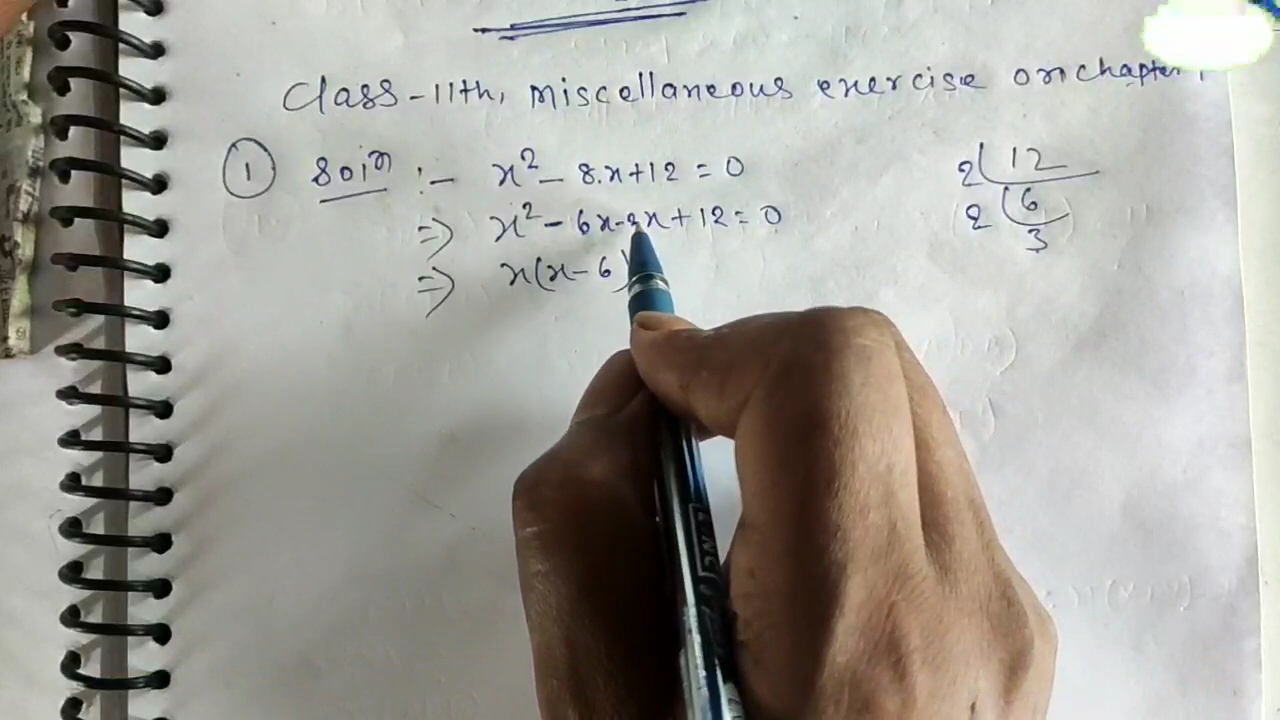 Class-11th, miscellaneous exercise on chapter 1
① Soln :- x² - 8x+12 = 0
⇒ x² - 6x-2x+12=0
⇒ x(x-6)
2 12
2 6
3